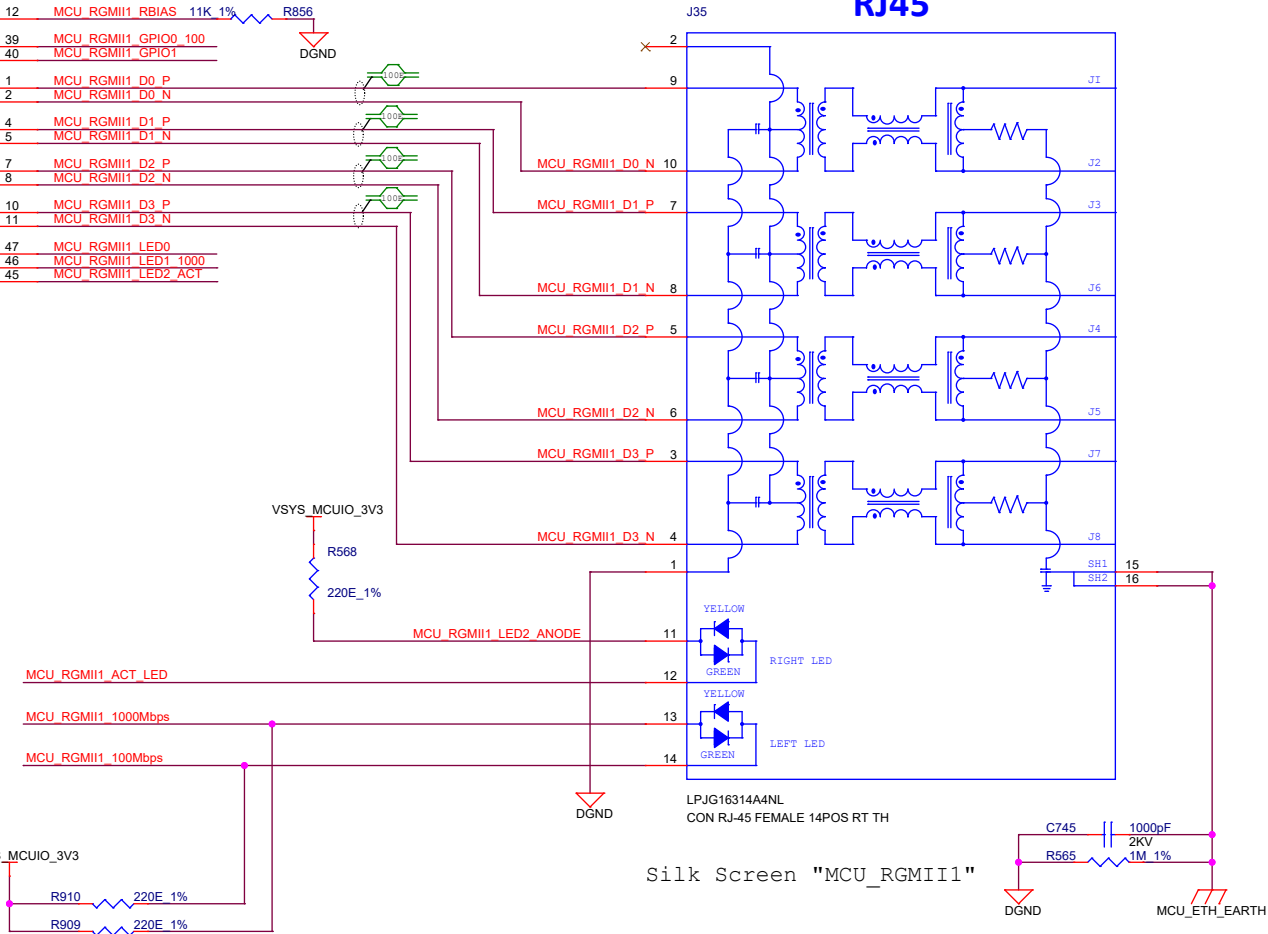 RJ45
J35
12 MCU_RGMII1_RBIAS 11K_1% R856
DGND
39 MCU_RGMII1_GPIO0_100
40 MCU_RGMII1_GPIO1
1 MCU_RGMII1_D0_P
2 MCU_RGMII1_D0_N
4 MCU_RGMII1_D1_P
5 MCU_RGMII1_D1_N
7 MCU_RGMII1_D2_P
8 MCU_RGMII1_D2_N
10 MCU_RGMII1_D3_P
11 MCU_RGMII1_D3_N
47 MCU_RGMII1_LED0
46 MCU_RGMII1_LED1_1000
45 MCU_RGMII1_LED2_ACT
100E
100E
100E
100E
2
9 J1
MCU_RGMII1_D0_N 10 J2
MCU_RGMII1_D1_P 7 J3
MCU_RGMII1_D1_N 8 J6
MCU_RGMII1_D2_P 5 J4
MCU_RGMII1_D2_N 6 J5
MCU_RGMII1_D3_P 3 J7
MCU_RGMII1_D3_N 4 J8
1 SH1 15
SH2 16
VSYS_MCUIO_3V3
R568
220E_1%
MCU_RGMII1_LED2_ANODE 11
YELLOW
GREEN
RIGHT LED
MCU_RGMII1_ACT_LED 12
YELLOW
MCU_RGMII1_1000Mbps 13
GREEN
LEFT LED
MCU_RGMII1_100Mbps 14
DGND
LPJG16314A4NL
CON RJ-45 FEMALE 14POS RT TH
Silk Screen "MCU_RGMII1"
C745 1000pF
2KV
R565 1M_1%
DGND
MCU_ETH_EARTH
_MCUIO_3V3
R910 220E_1%
R909 220E_1%